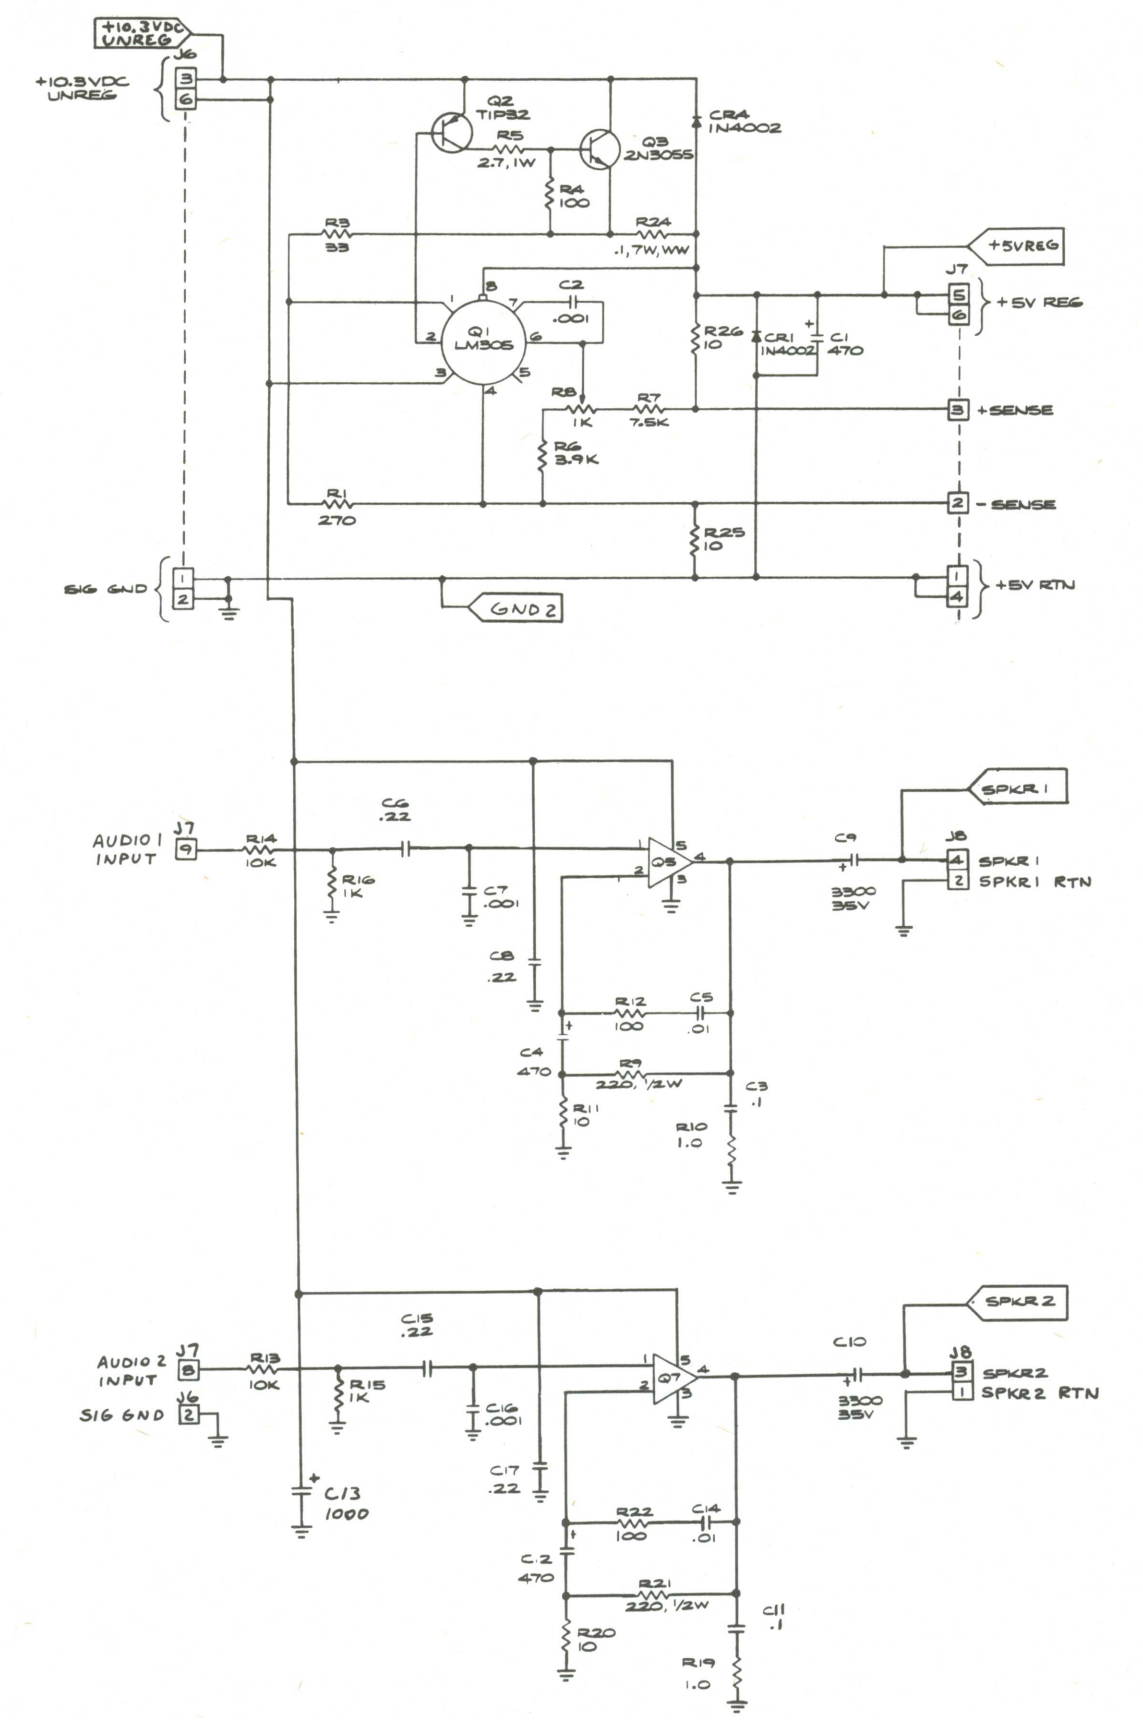 +10.3VDC
UNREG
J6
+10.3VDC
UNREG
3
6
Q2
TIP32
R5
2.7, 1W
Q3
2N3055
CR4
1N4002
R4
100
R3
33
R24
.1, 7W, WW
+5VREG
J7
5
6
+5V REG
8
1
7
C2
.001
2
Q1
LM305
6
3
5
4
R26
10
CR1
1N4002
+
C1
470
R8
1K
R7
7.5K
3
+SENSE
R6
3.9K
R1
270
2
-SENSE
R25
10
SIG GND
1
2
GND 2
1
4
+5V RTN
SPKR 1
J7
AUDIO 1
INPUT
9
R14
10K
C6
.22
R16
1K
C7
.001
1
5
Q5
4
2
3
C9
+
3300
35V
J8
4
SPKR 1
2
SPKR 1 RTN
C8
.22
R12
100
C5
.01
+
C4
470
R9
220, 1/2W
R11
10
C3
.1
R10
1.0
SPKR 2
J7
AUDIO 2
INPUT
8
R13
10K
C15
.22
R15
1K
C16
.001
1
5
Q7
4
2
3
C10
+
3300
35V
J8
3
SPKR2
1
SPKR2 RTN
J6
SIG GND
2
C17
.22
+
C13
1000
R22
100
C14
.01
+
C12
470
R21
220, 1/2W
R20
10
C11
.1
R19
1.0